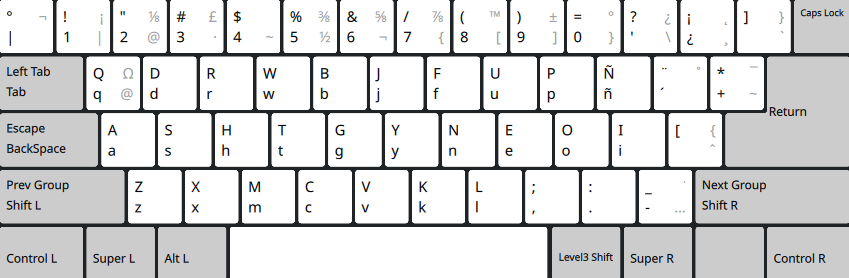 ° ¬ ! ¡ " ⅛ # £ $ % ⅜ & ⅝ / ⅞ ( ™ ) ± = ° ? ¿ ¡ ] } Caps Lock
| 1 | 2 @ 3 · 4 ~ 5 ½ 6 ¬ 7 { 8 [ 9 ] 0 } ' \ ¿ `
Left Tab Q Ω D R W B J F U P Ñ ¨ ° * ¯
Tab q @ d r w b j f u p ñ ´ + ~
Return
Escape A S H T G Y N E O I [ {
BackSpace a s h t g y n e o i ^
Prev Group Z X M C V K L ; : _ ˙ Next Group
Shift L z x m c v k l , . - ... Shift R
Control L Super L Alt L Level3 Shift Super R Control R